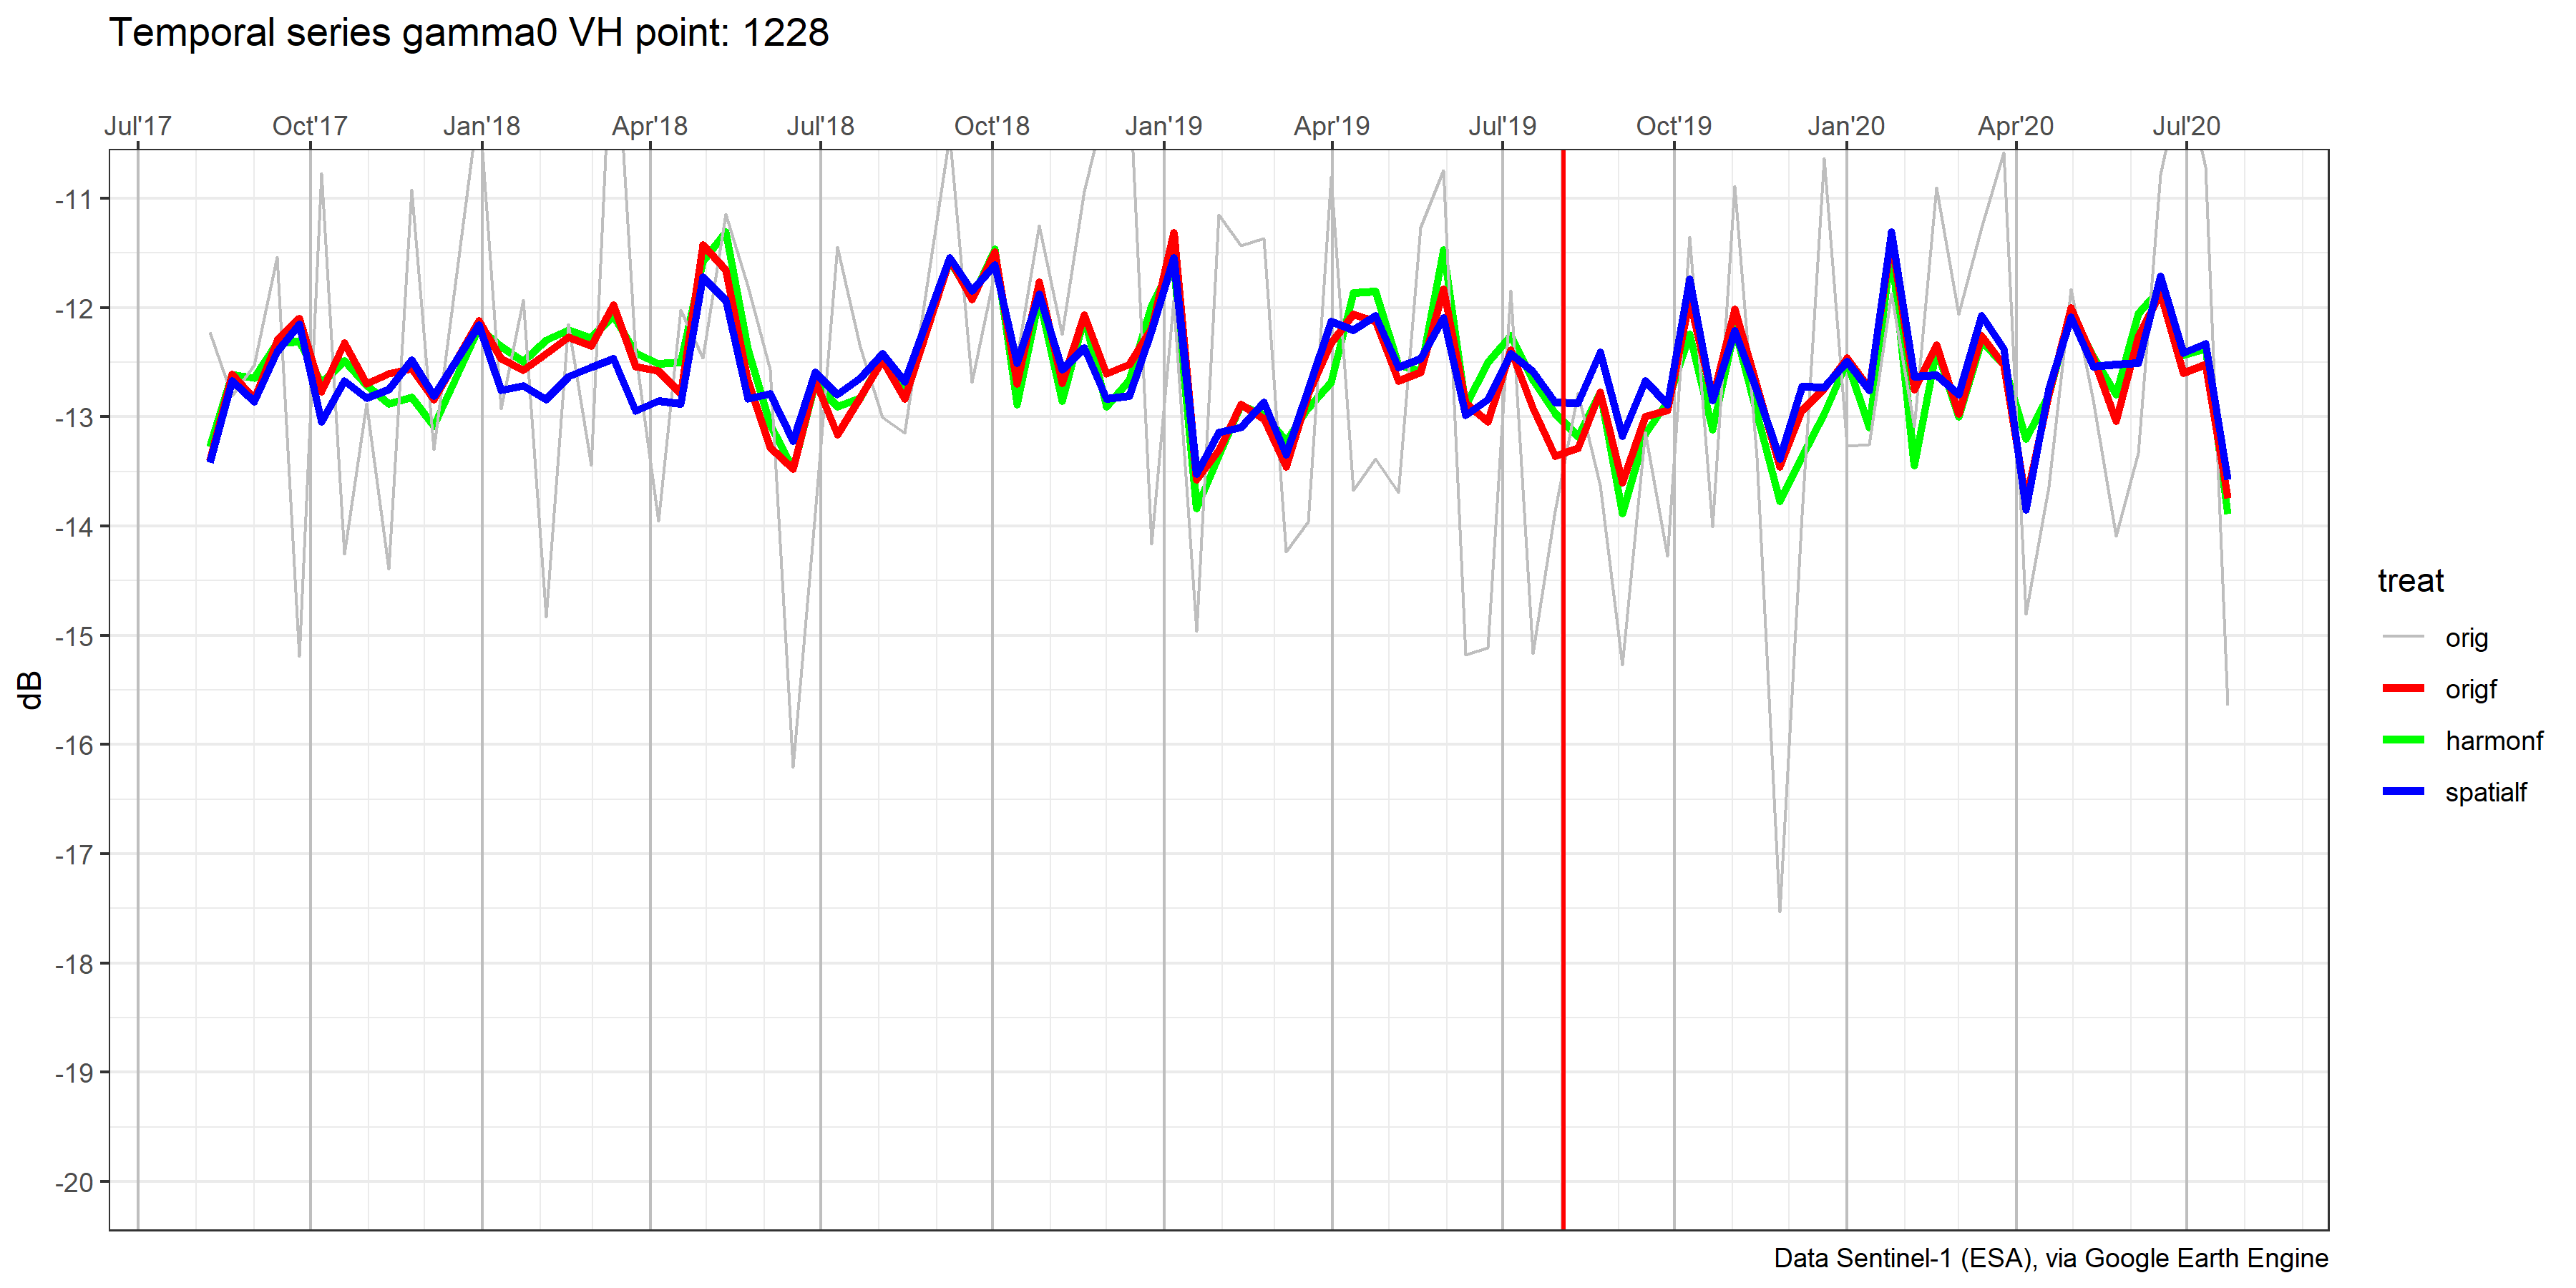 Temporal series gamma0 VH point: 1228
Jul'17 Oct'17 Jan'18 Apr'18 Jul'18 Oct'18 Jan'19 Apr'19 Jul'19 Oct'19 Jan'20 Apr'20 Jul'20
-11
-12
-13
-14
-15
-16
-17
-18
-19
-20
dB
treat
orig
origf
harmonf
spatialf
Data Sentinel-1 (ESA), via Google Earth Engine